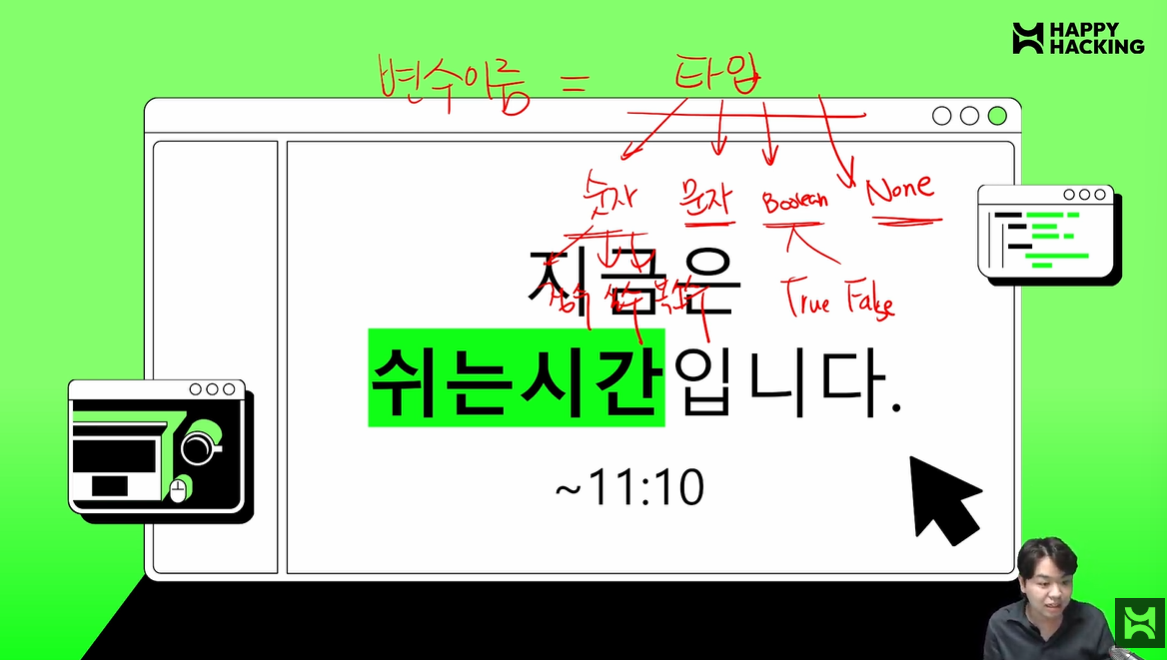 HAPPY
HACKING
변수이름 = 타입
숫자 문자 Boolean None
정수 실수 복소수
True False
지금은
쉬는시간입니다.
~11:10